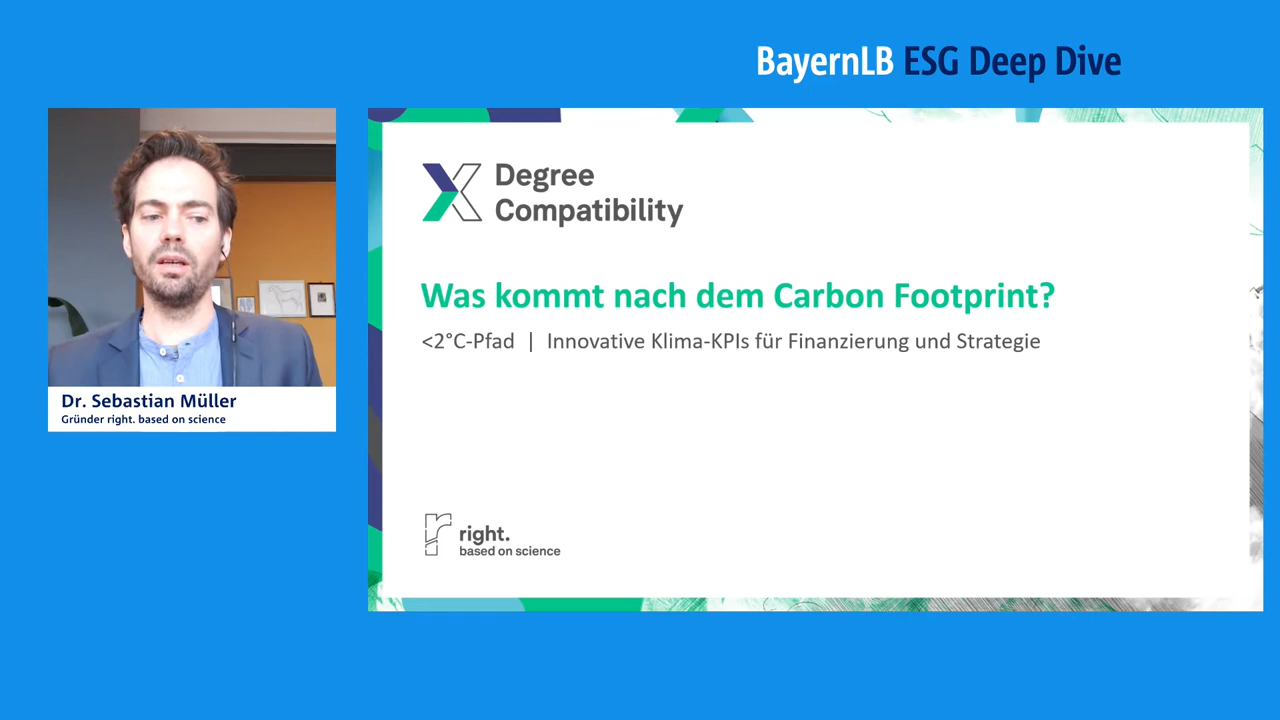 BayernLB ESG Deep Dive
Degree
Compatibility
Was kommt nach dem Carbon Footprint?
<2°C-Pfad | Innovative Klima-KPIs für Finanzierung und Strategie
right.
based on science
Dr. Sebastian Müller
Gründer right. based on science